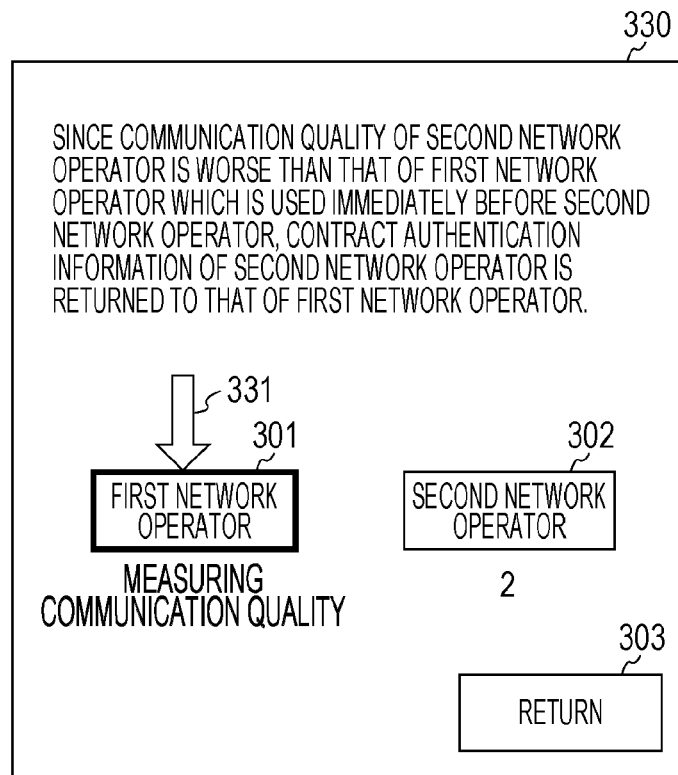 330
SINCE COMMUNICATION QUALITY OF SECOND NETWORK
OPERATOR IS WORSE THAN THAT OF FIRST NETWORK
OPERATOR WHICH IS USED IMMEDIATELY BEFORE SECOND
NETWORK OPERATOR, CONTRACT AUTHENTICATION
INFORMATION OF SECOND NETWORK OPERATOR IS
RETURNED TO THAT OF FIRST NETWORK OPERATOR.
331
301
FIRST NETWORK
OPERATOR
MEASURING
COMMUNICATION QUALITY
302
SECOND NETWORK
OPERATOR
2
303
RETURN